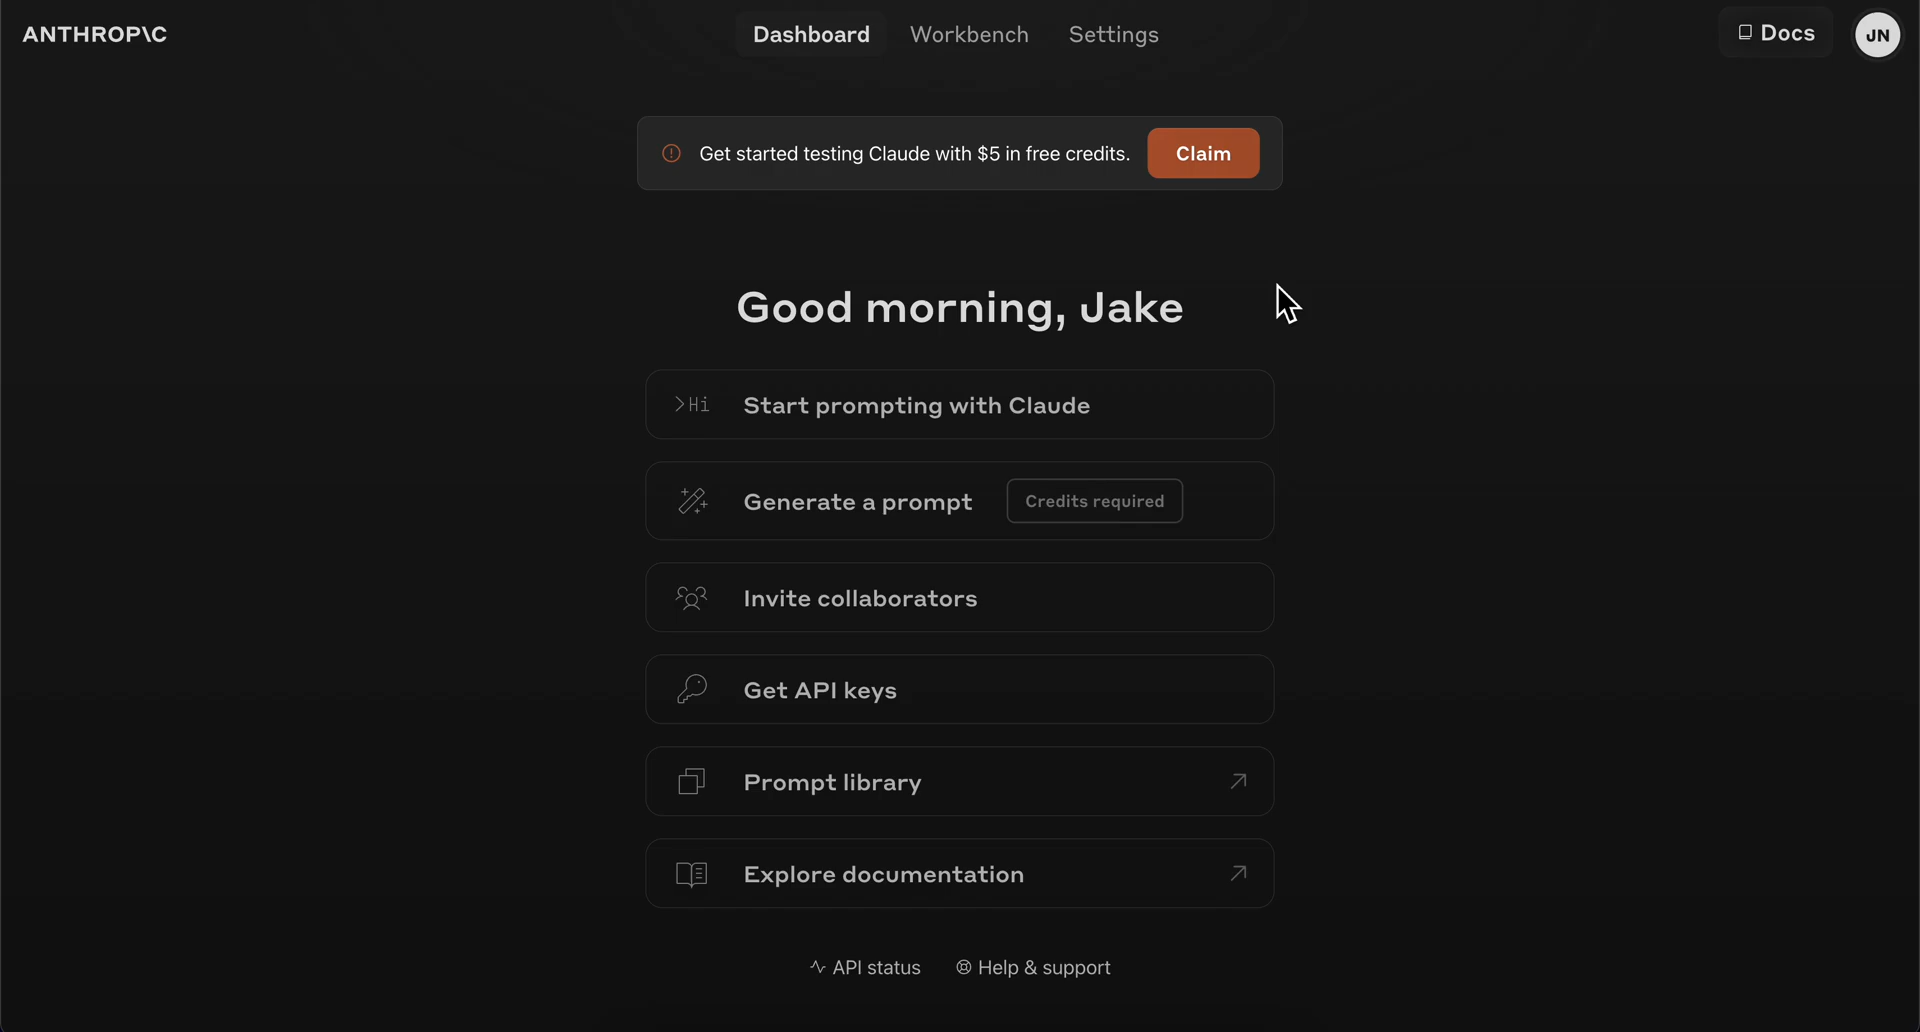 ANTHROP\C
Dashboard
Workbench
Settings
Docs
JN
Get started testing Claude with $5 in free credits.
Claim
Good morning, Jake
>Hi
Start prompting with Claude
Generate a prompt
Credits required
Invite collaborators
Get API keys
Prompt library
Explore documentation
API status
Help & support